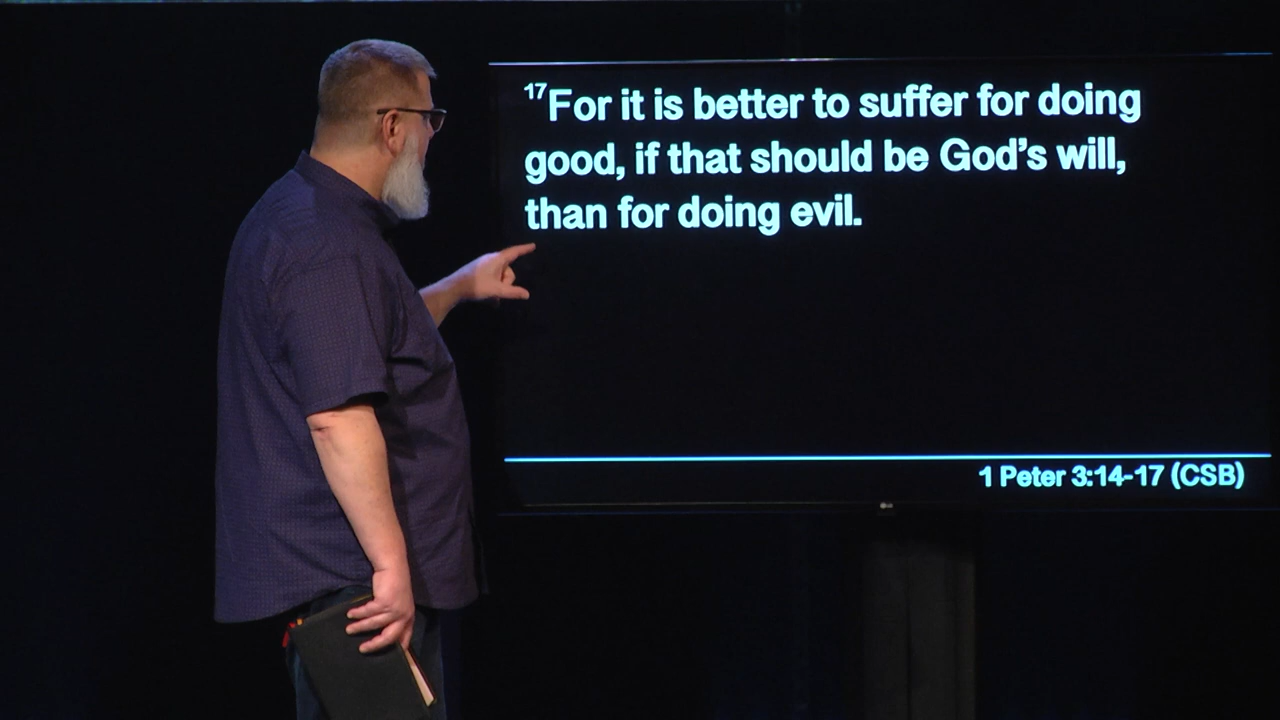 ¹⁷For it is better to suffer for doing
good, if that should be God’s will,
than for doing evil.
1 Peter 3:14-17 (CSB)